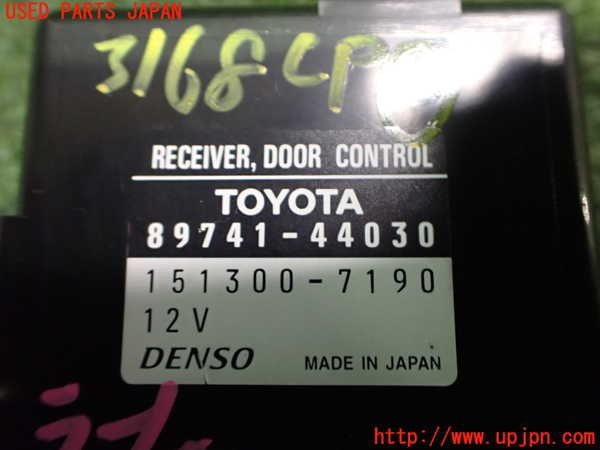 USED PARTS JAPAN
RECEIVER, DOOR CONTROL
TOYOTA
89741-44030
151300-7190
12V
DENSO MADE IN JAPAN
http://www.upjpn.com